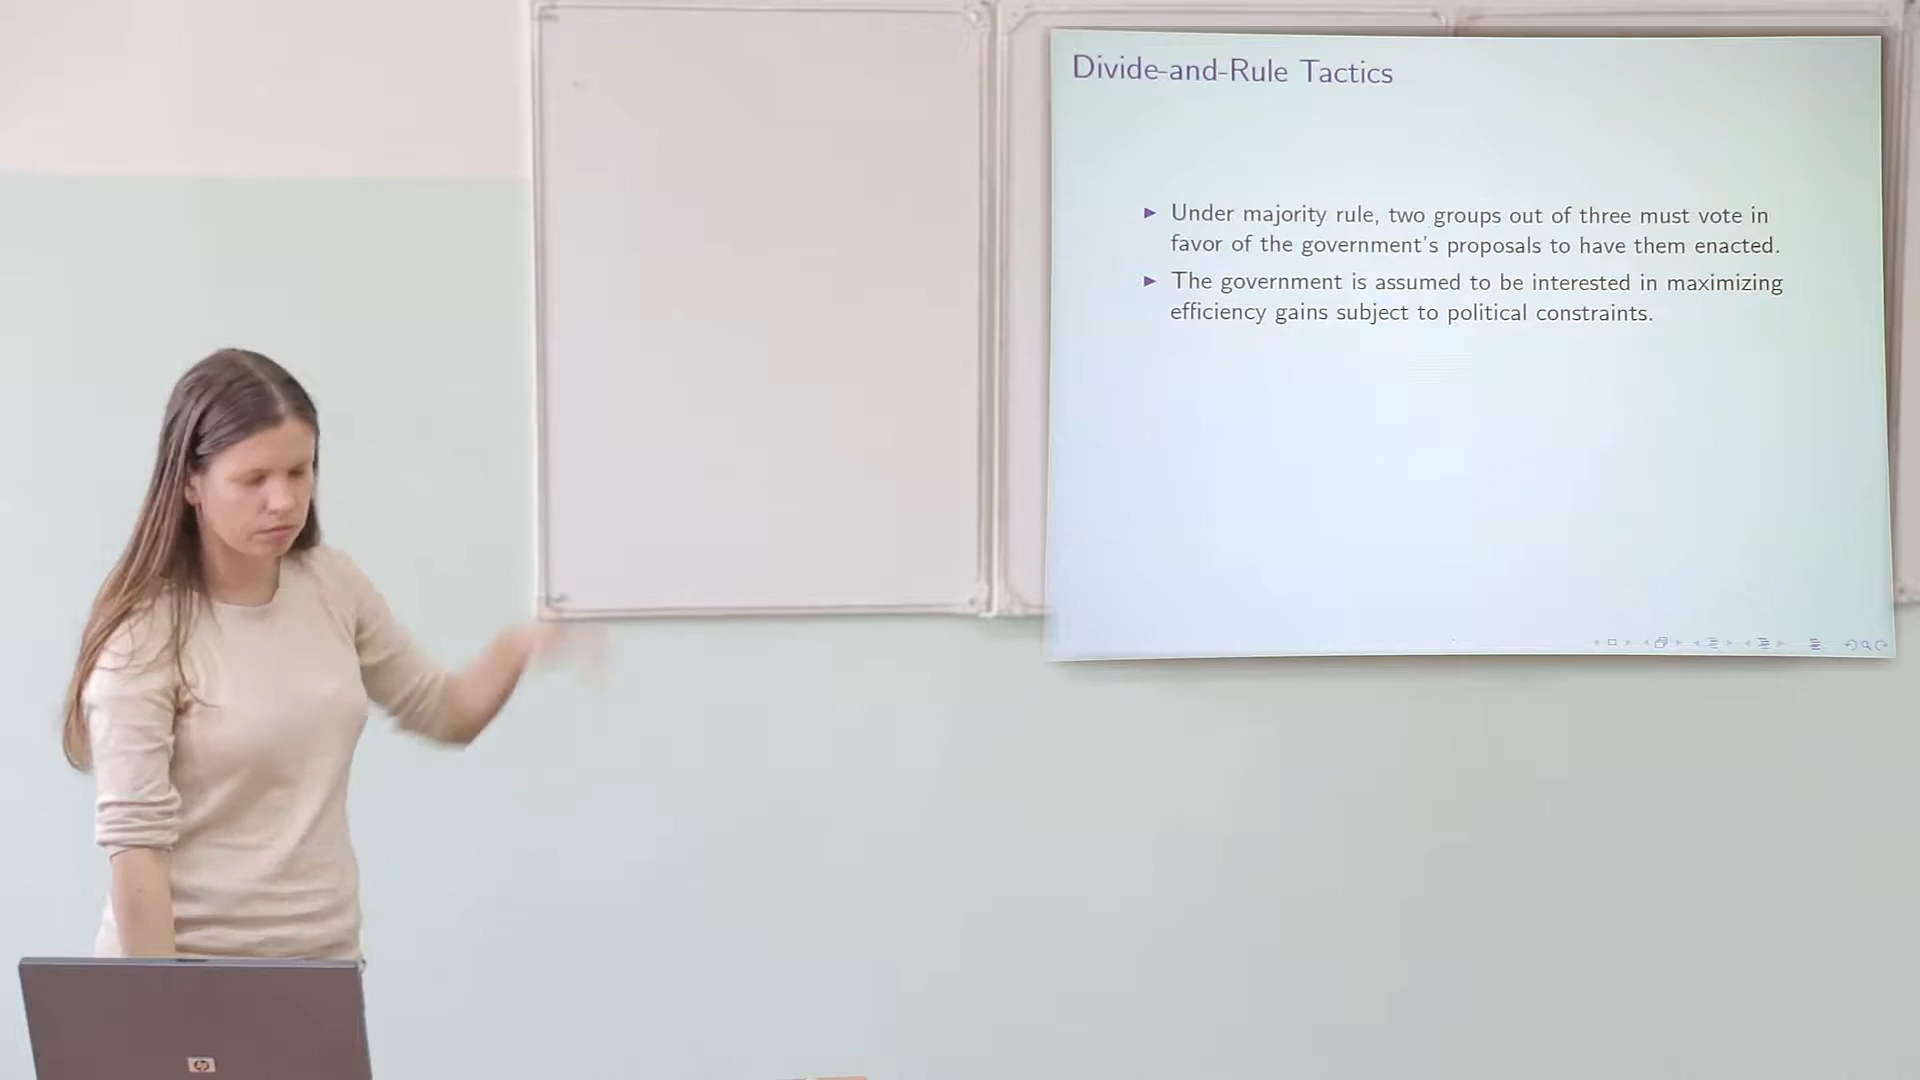 Divide-and-Rule Tactics
Under majority rule, two groups out of three must vote in
favor of the government's proposals to have them enacted.
The government is assumed to be interested in maximizing
efficiency gains subject to political constraints.
hp